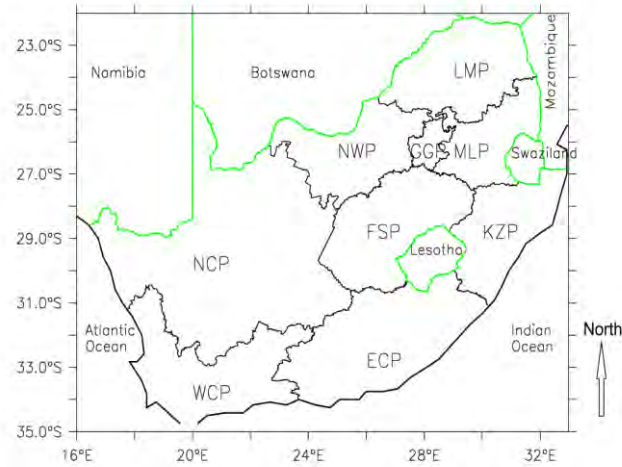 23.0°S
25.0°S
27.0°S
29.0°S
31.0°S
33.0°S
35.0°S
16°E
20°E
24°E
28°E
32°E
Namibia
Botswana
LMP
Mozambique
NWP
GGP
MLP
Swaziland
FSP
Lesotho
KZP
NCP
Atlantic
Ocean
Indian
Ocean
North
ECP
WCP